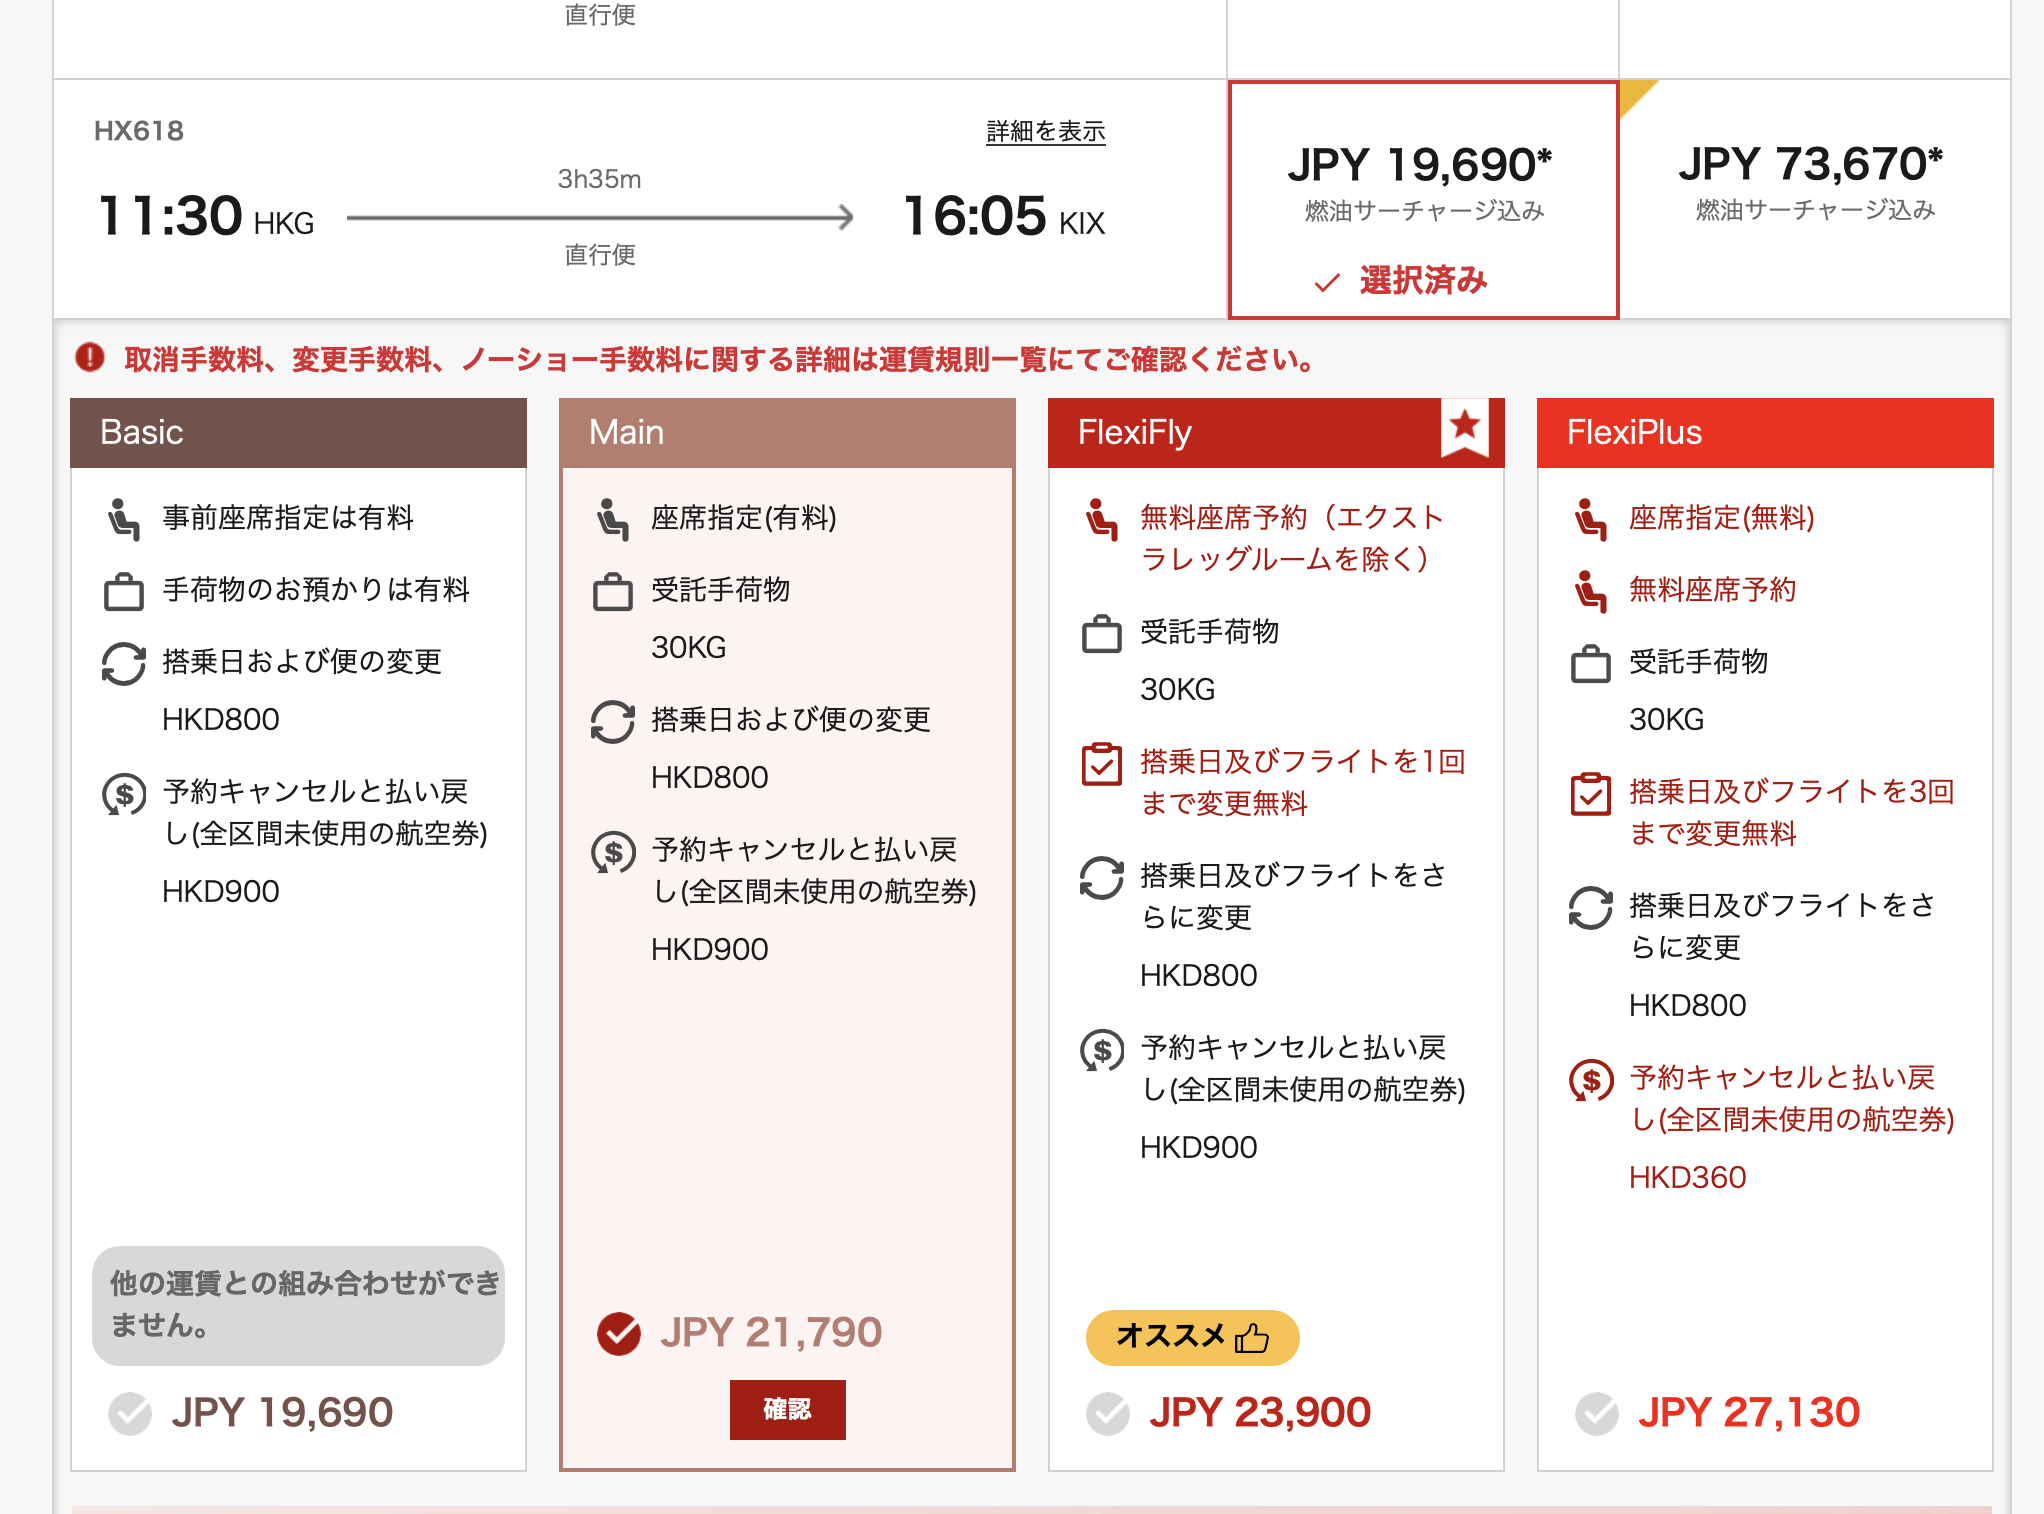 直行便
HX618
詳細を表示
3h35m
11:30 HKG
16:05 KIX
直行便
JPY 19,690*
燃油サーチャージ込み
選択済み
JPY 73,670*
燃油サーチャージ込み
取消手数料、変更手数料、ノーショー手数料に関する詳細は運賃規則一覧にてご確認ください。
Basic
事前座席指定は有料
手荷物のお預かりは有料
搭乗日および便の変更
HKD800
予約キャンセルと払い戻
し(全区間未使用の航空券)
HKD900
他の運賃との組み合わせができ
ません。
JPY 19,690
Main
座席指定(有料)
受託手荷物
30KG
搭乗日および便の変更
HKD800
予約キャンセルと払い戻
し(全区間未使用の航空券)
HKD900
JPY 21,790
確認
FlexiFly
無料座席予約（エクスト
ラレッグルームを除く）
受託手荷物
30KG
搭乗日及びフライトを1回
まで変更無料
搭乗日及びフライトをさ
らに変更
HKD800
予約キャンセルと払い戻
し(全区間未使用の航空券)
HKD900
オススメ
JPY 23,900
FlexiPlus
座席指定(無料)
無料座席予約
受託手荷物
30KG
搭乗日及びフライトを3回
まで変更無料
搭乗日及びフライトをさ
らに変更
HKD800
予約キャンセルと払い戻
し(全区間未使用の航空券)
HKD360
JPY 27,130